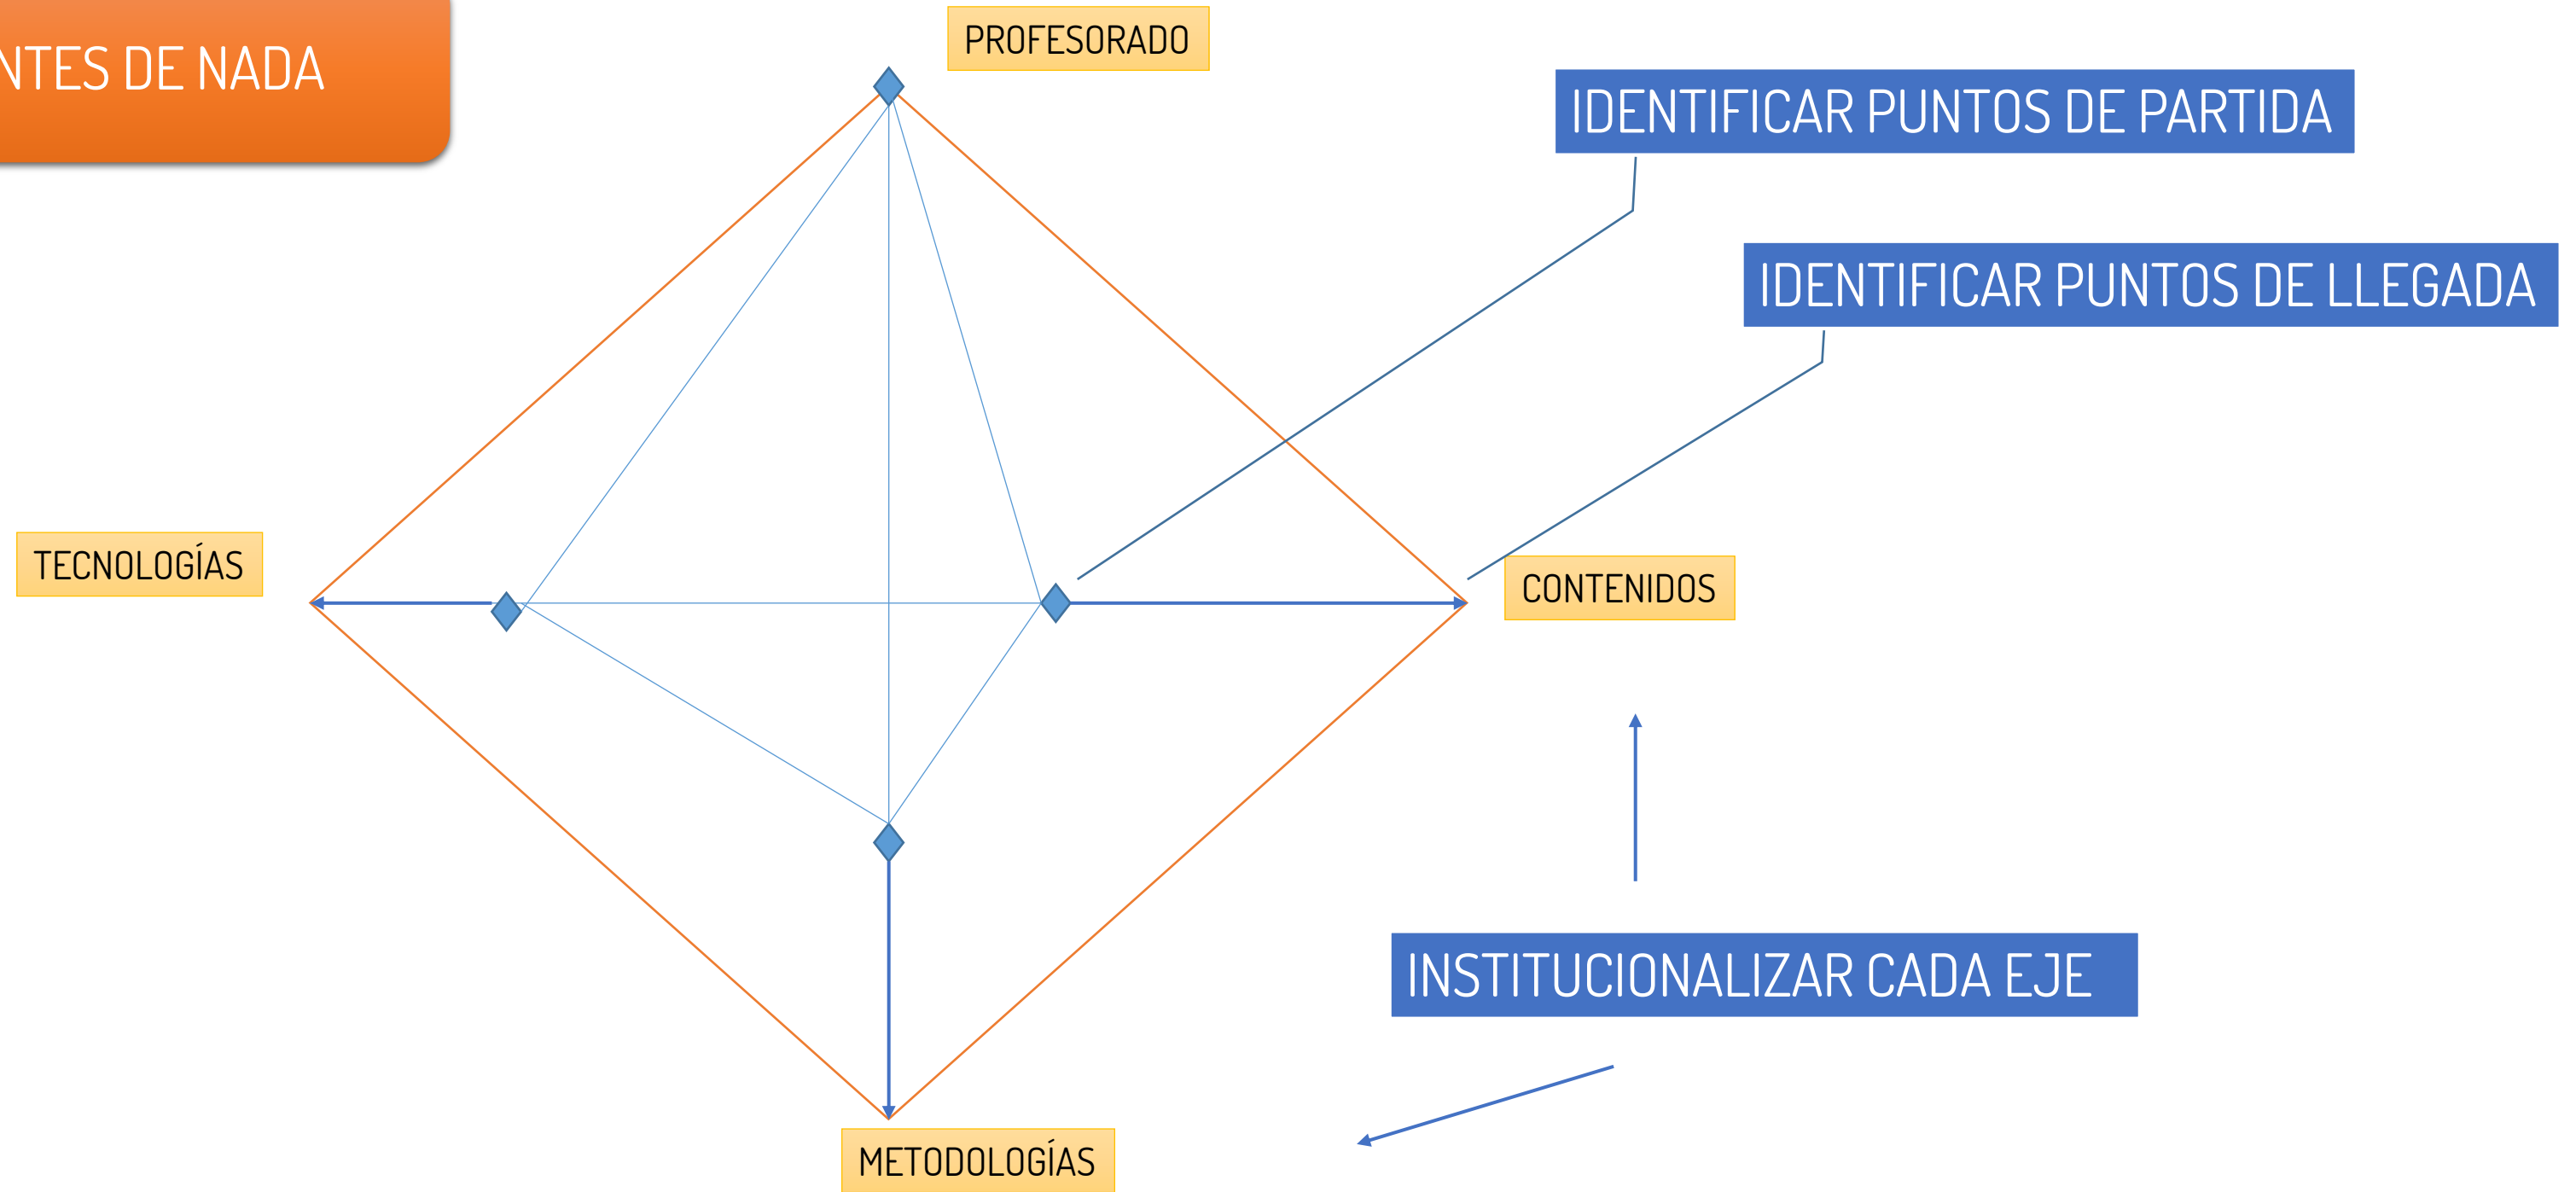 NTES DE NADA
PROFESORADO
IDENTIFICAR PUNTOS DE PARTIDA
IDENTIFICAR PUNTOS DE LLEGADA
TECNOLOGÍAS
CONTENIDOS
INSTITUCIONALIZAR CADA EJE
METODOLOGÍAS